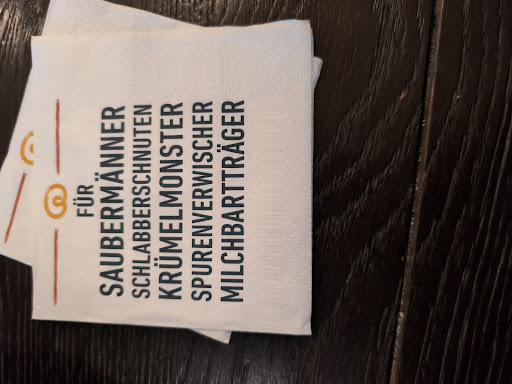 FÜR
SAUBERMÄNNER
SCHLABBERSCHNUTEN
KRÜMELMONSTER
SPURENVERWISCHER
MILCHBARTTRÄGER